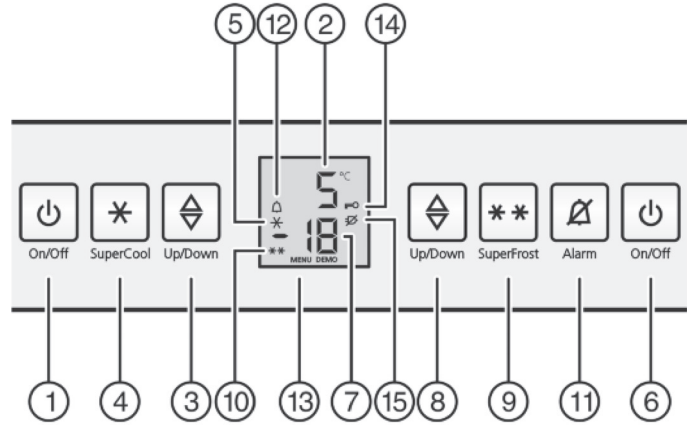 5 12 2 14
5 °C
-18
MENU DEMO
On/Off SuperCool Up/Down Up/Down SuperFrost Alarm On/Off
1 4 3 10 13 7 15 8 9 11 6